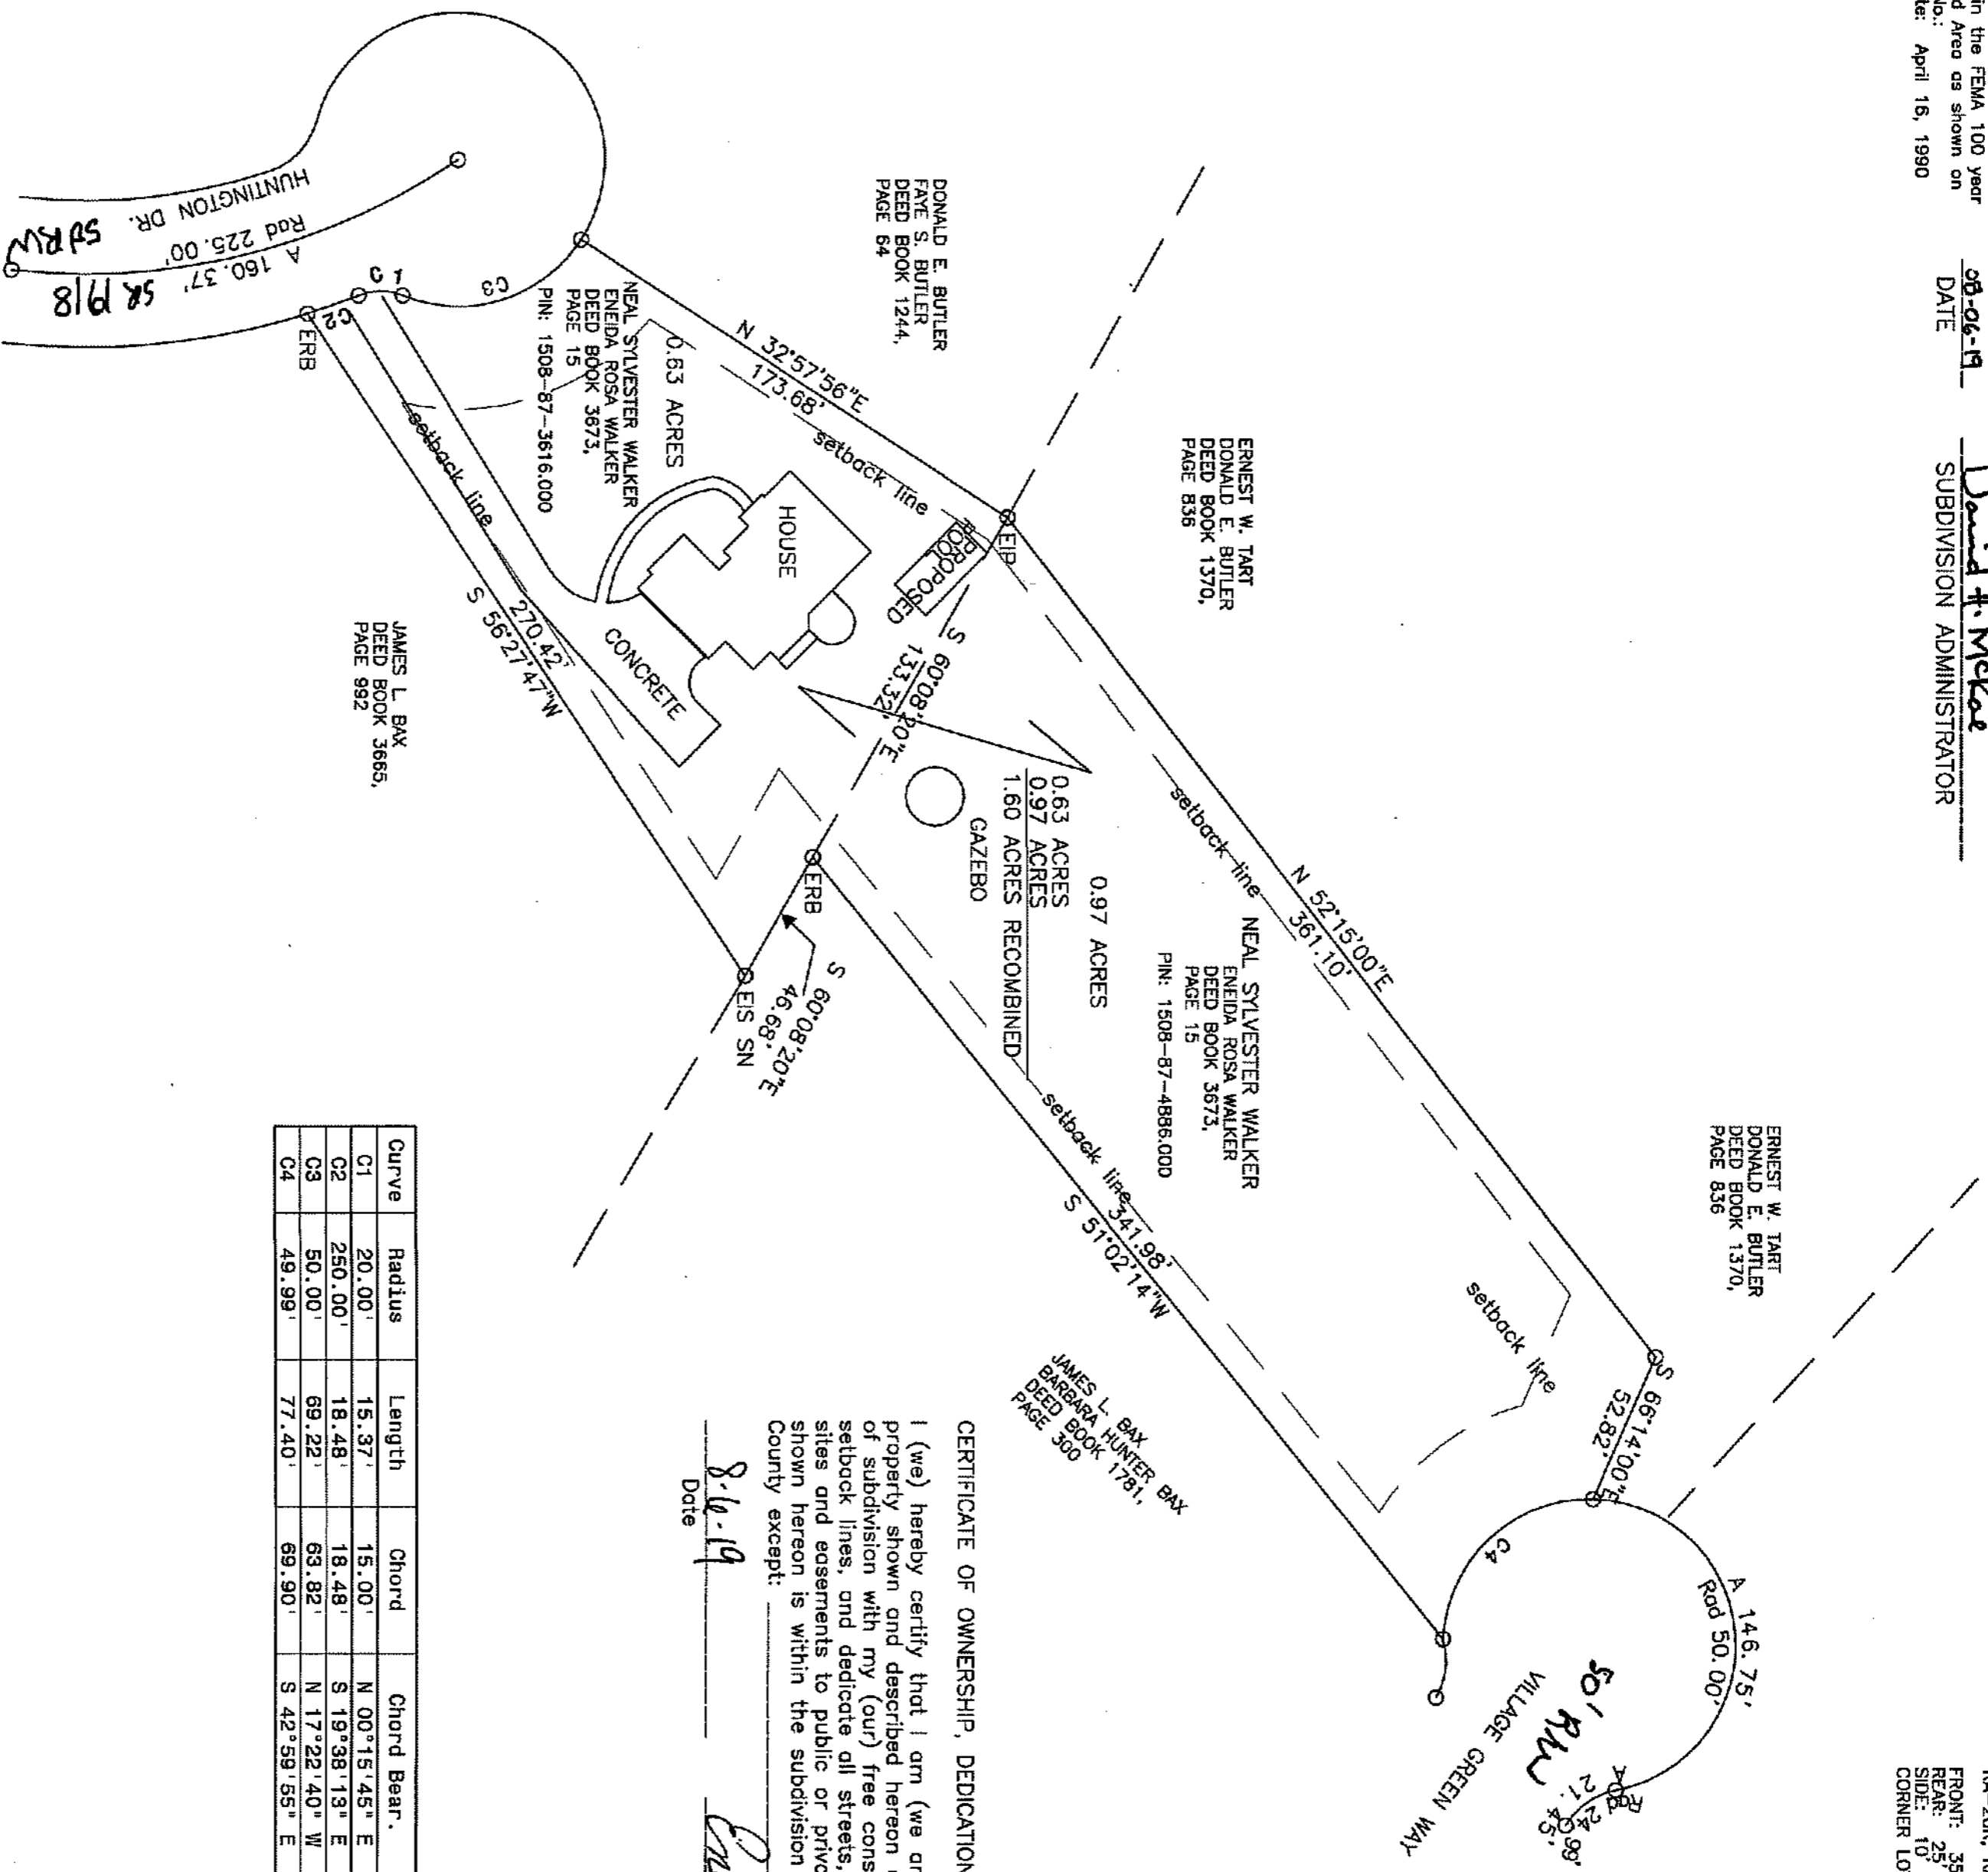 in the FEMA 100 year
d Area as shown on
No.:
te: April 16, 1990
08-06-19
DATE
SUBDIVISION ADMINISTRATOR
FRONT: 35
REAR: 25'
SIDE: 10'
CORNER LO
DONALD E. BUTLER
FAYE S. BUTLER
DEED BOOK 1244,
PAGE 64
ERNEST W. TART
DONALD E. BUTLER
DEED BOOK 1370,
PAGE 836
ERNEST W. TART
DONALD E. BUTLER
DEED BOOK 1370,
PAGE 836
HUNTINGTON DR.
Rad 225.00'
A 160.37'
SR 1918
C1
C2
C3
ERB
N 32°57'56"E
173.68'
setback line
0.63 ACRES
NEAL SYLVESTER WALKER
ENEIDA ROSA WALKER
DEED BOOK 3673,
PAGE 15
PIN: 1508-87-3616.000
HOUSE
PROPOSED
POOL
EIP
CONCRETE
setback line
270.42'
S 56°27'47"W
JAMES L. BAX
DEED BOOK 3665,
PAGE 992
S 60°08'20"E
133.32'
GAZEBO
0.63 ACRES
0.97 ACRES
1.60 ACRES RECOMBINED
0.97 ACRES
NEAL SYLVESTER WALKER
ENEIDA ROSA WALKER
DEED BOOK 3673,
PAGE 15
PIN: 1508-87-4886.000
setback line
N 52°15'00"E
361.10'
ERB
S 60°08'20"E
46.68'
EIS SN
setback line
341.98'
S 51°02'14"W
setback line
S 66°14'00"E
52.82'
C4
A 146.75'
Rad 50.00'
50' RW
VILLAGE GREEN WAY
JAMES L. BAX
BARBARA HUNTER BAX
DEED BOOK 1781,
PAGE 300
CERTIFICATE OF OWNERSHIP, DEDICATION
I (we) hereby certify that I am (we ar
property shown and described hereon
of subdivision with my (our) free cons
setback lines, and dedicate all streets,
sites and easements to public or priva
shown hereon is within the subdivision
County except:
8-6-19
Date
Curve Radius Length Chord Chord Bear.
C1 20.00' 15.37' 15.00' N 00°15'45" E
C2 250.00' 18.48' 18.48' S 19°38'13" E
C3 50.00' 69.22' 63.82' N 17°22'40" W
C4 49.99' 77.40' 69.90' S 42°59'55" E